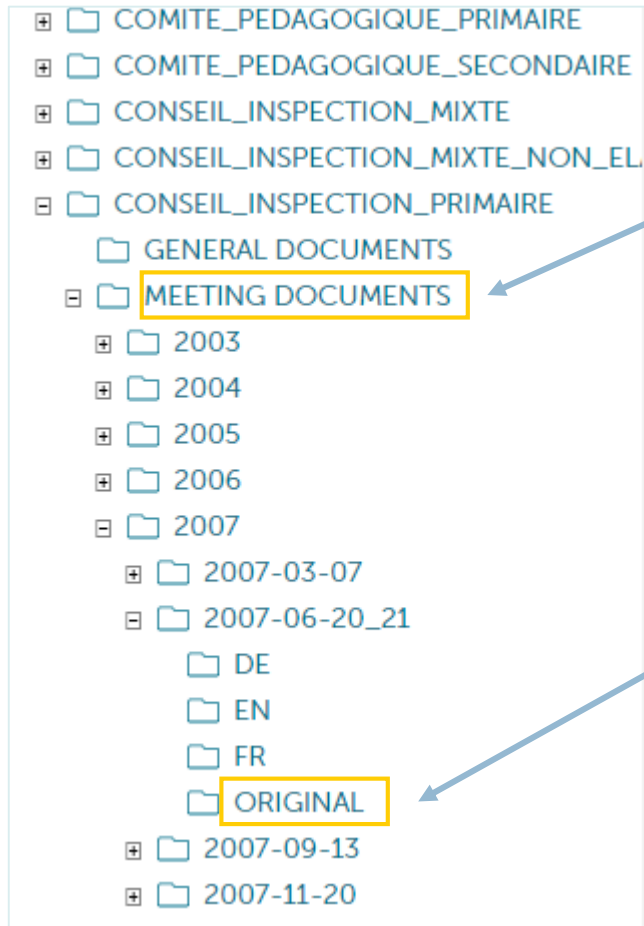 COMITE_PEDAGOGIQUE_PRIMAIRE
COMITE_PEDAGOGIQUE_SECONDAIRE
CONSEIL_INSPECTION_MIXTE
CONSEIL_INSPECTION_MIXTE_NON_EL
CONSEIL_INSPECTION_PRIMAIRE
GENERAL DOCUMENTS
MEETING DOCUMENTS
2003
2004
2005
2006
2007
2007-03-07
2007-06-20_21
DE
EN
FR
ORIGINAL
2007-09-13
2007-11-20